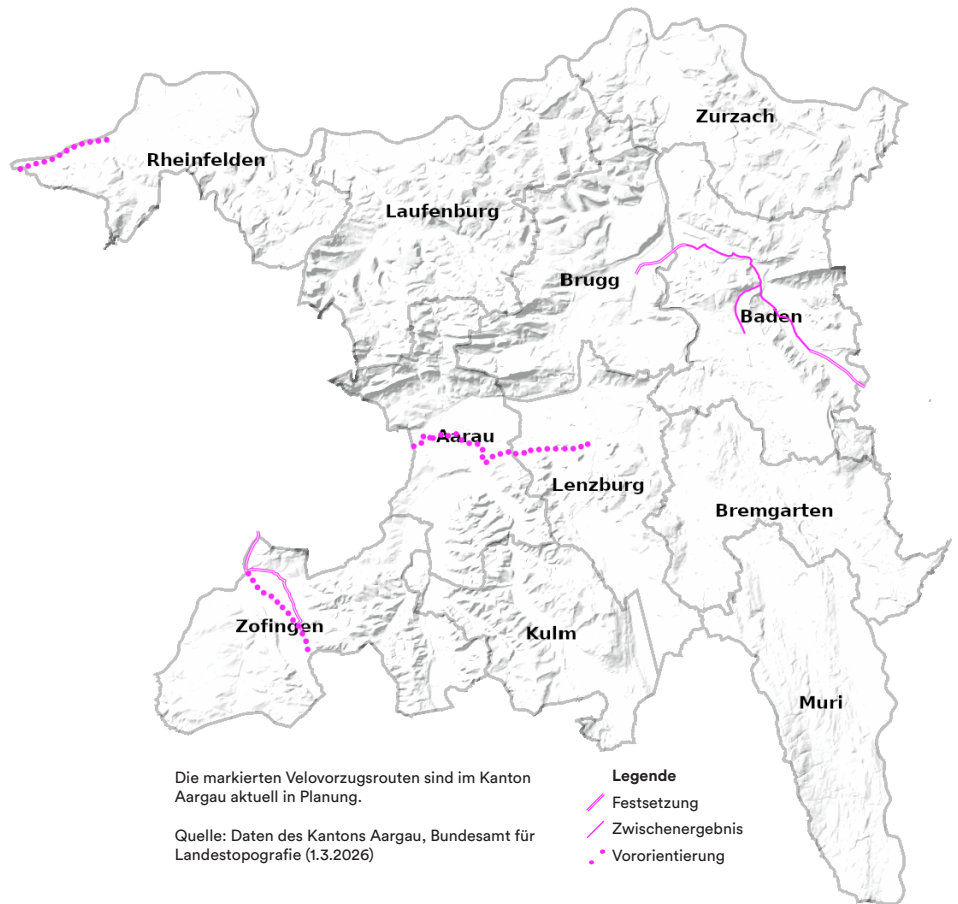 Zurzach
Rheinfelden
Laufenburg
Brugg
Baden
Aarau
Lenzburg
Bremgarten
Zofingen
Kulm
Muri
Die markierten Velovorzugsrouten sind im Kanton
Aargau aktuell in Planung.
Quelle: Daten des Kantons Aargau, Bundesamt für
Landestopografie (1.3.2026)
Legende
Festsetzung
Zwischenergebnis
Vororientierung